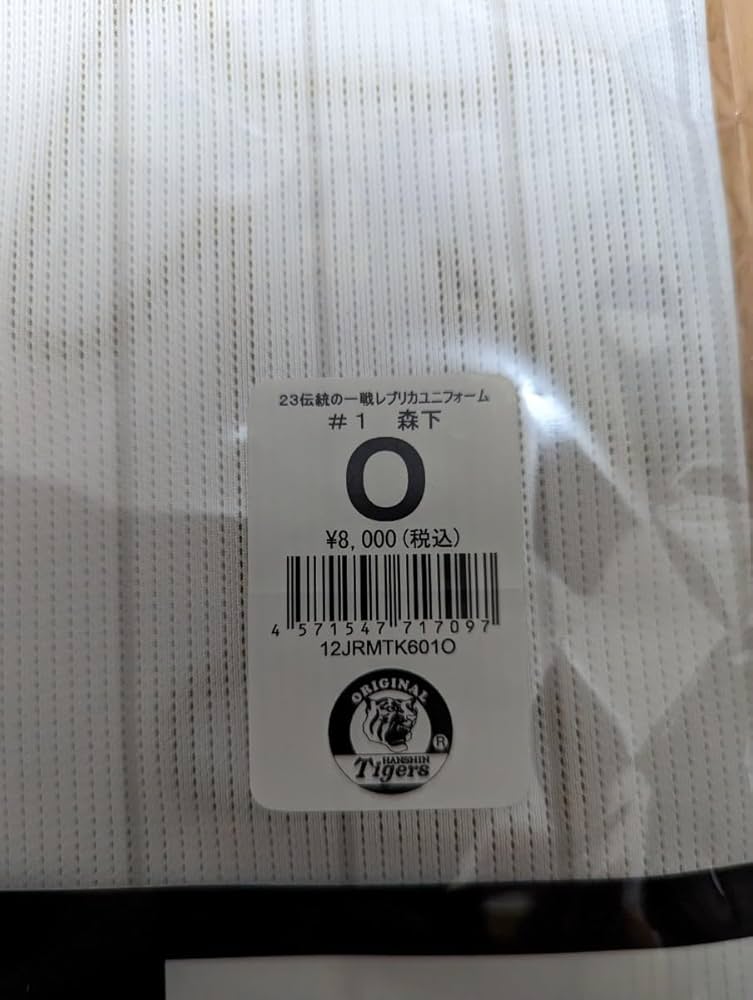 23伝統の一戦レプリカユニフォーム
#1 森下
O
¥8,000(税込)
4 571547 717097
12JRMTK601O
ORIGINAL
HANSHIN
Tigers
®